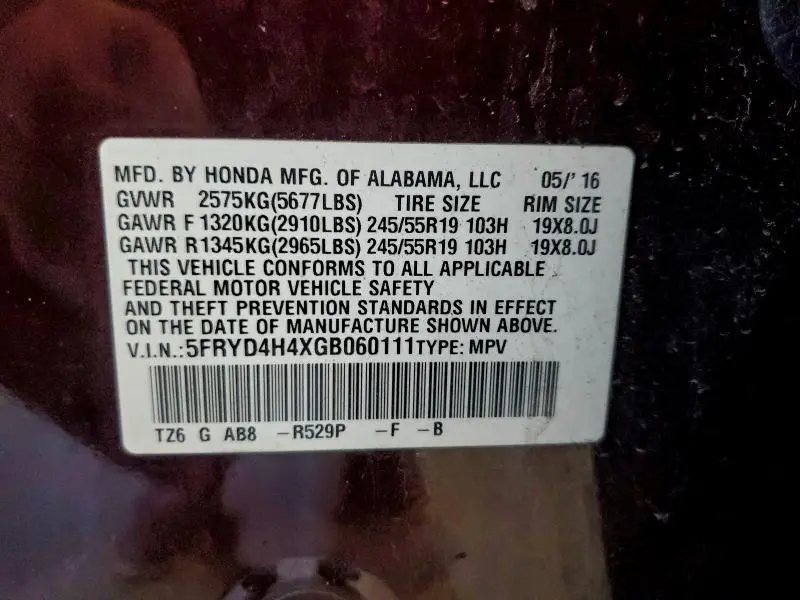 MFD. BY HONDA MFG. OF ALABAMA, LLC 05/'16
GVWR 2575KG(5677LBS) TIRE SIZE RIM SIZE
GAWR F 1320KG(2910LBS) 245/55R19 103H 19X8.0J
GAWR R1345KG(2965LBS) 245/55R19 103H 19X8.0J
THIS VEHICLE CONFORMS TO ALL APPLICABLE
FEDERAL MOTOR VEHICLE SAFETY
AND THEFT PREVENTION STANDARDS IN EFFECT
ON THE DATE OF MANUFACTURE SHOWN ABOVE.
V.I.N.:5FRYD4H4XGB060111TYPE: MPV
TZ6 G AB8 -R529P -F -B